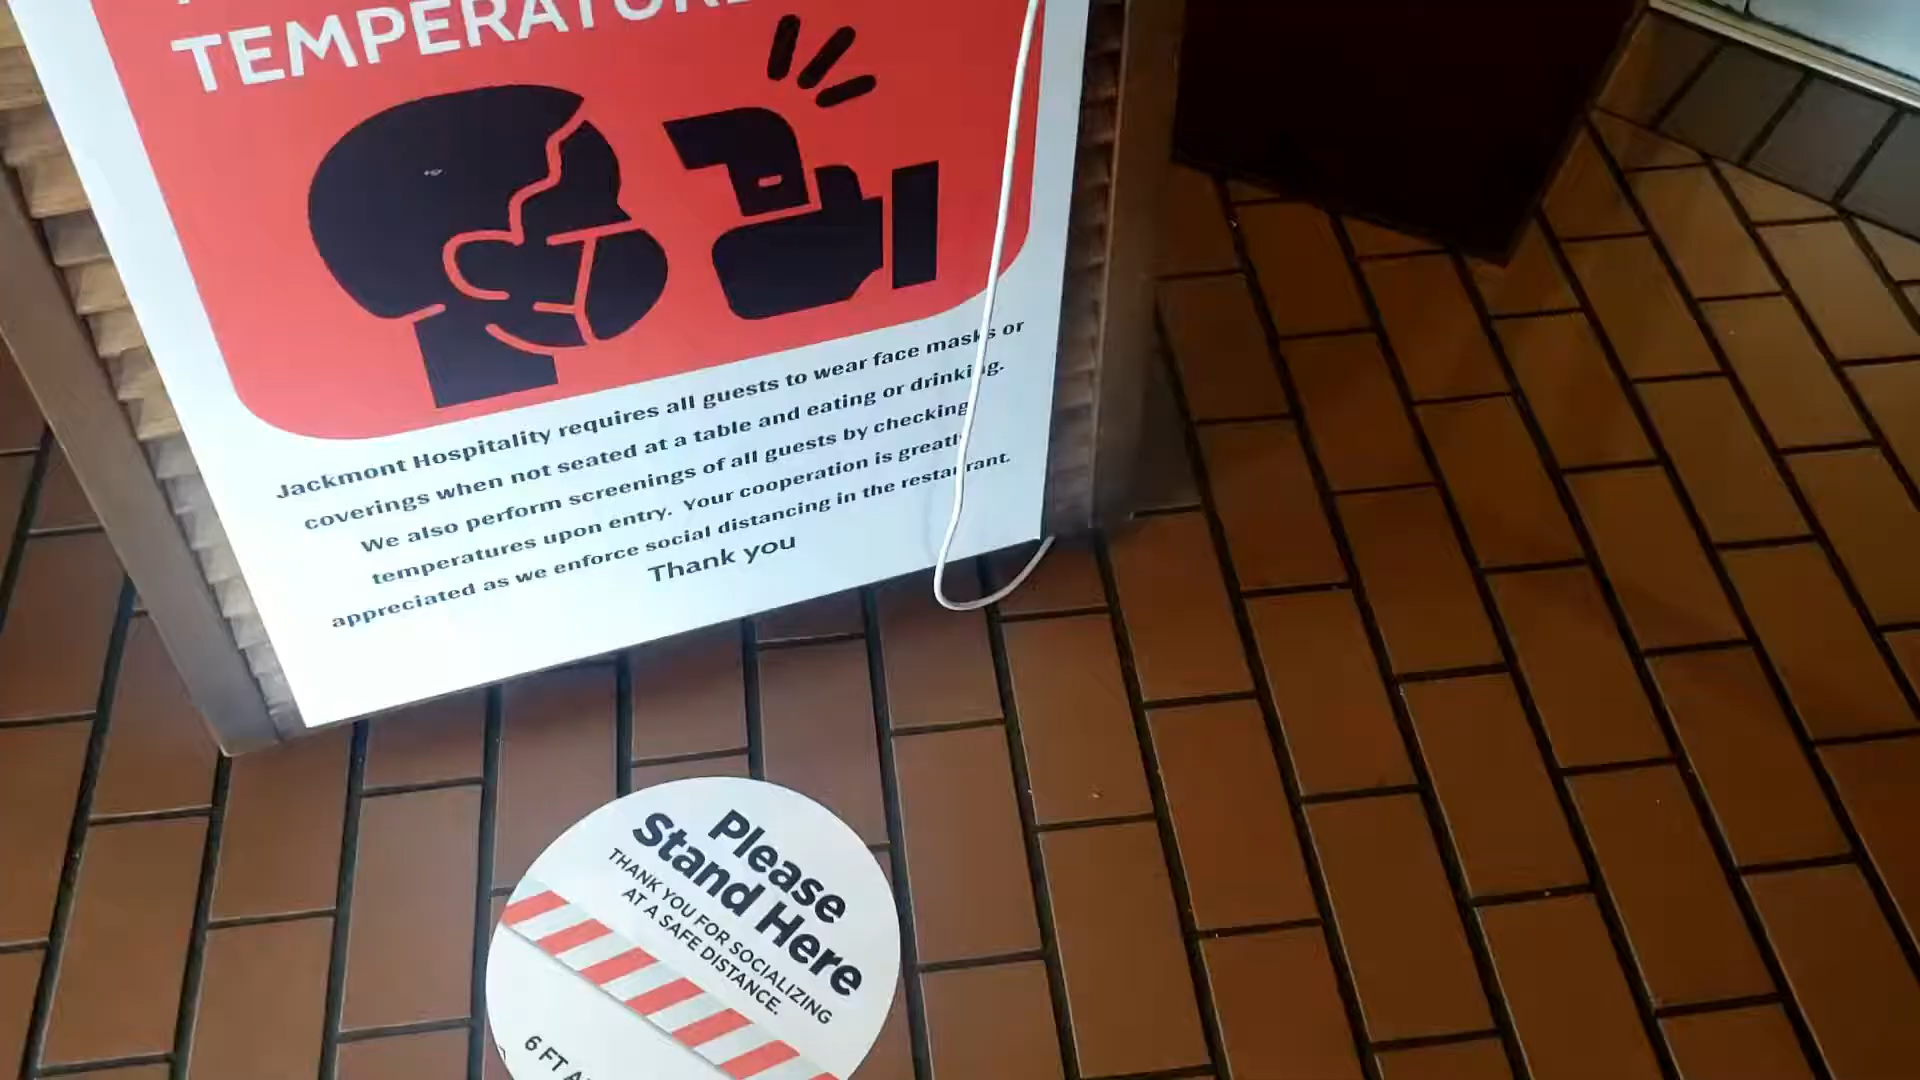 TEMPERATURE
Jackmont Hospitality requires all guests to wear face masks or
coverings when not seated at a table and eating or drinking.
We also perform screenings of all guests by checking
temperatures upon entry. Your cooperation is greatly
appreciated as we enforce social distancing in the restaurant.
Thank you
Please
Stand Here
THANK YOU FOR SOCIALIZING
AT A SAFE DISTANCE.
6 FT